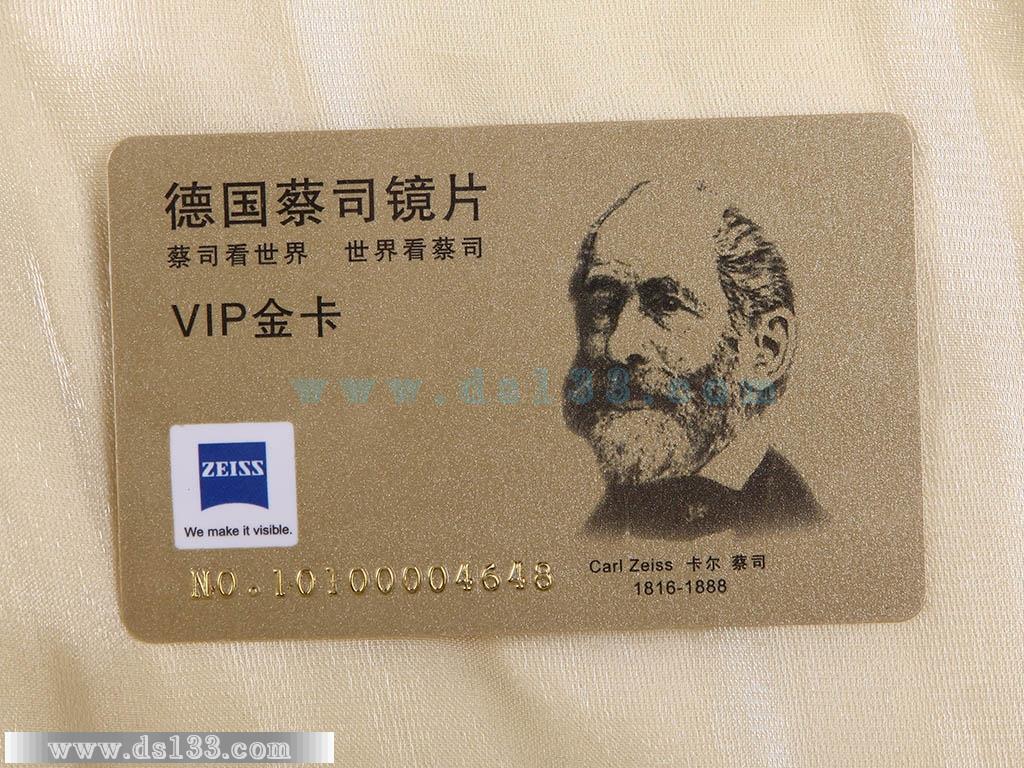 德国蔡司镜片
蔡司看世界 世界看蔡司
VIP金卡
www.ds133.com
ZEISS
We make it visible.
NO.10100004648
Carl Zeiss 卡尔 蔡司
1816-1888
www.ds133.com